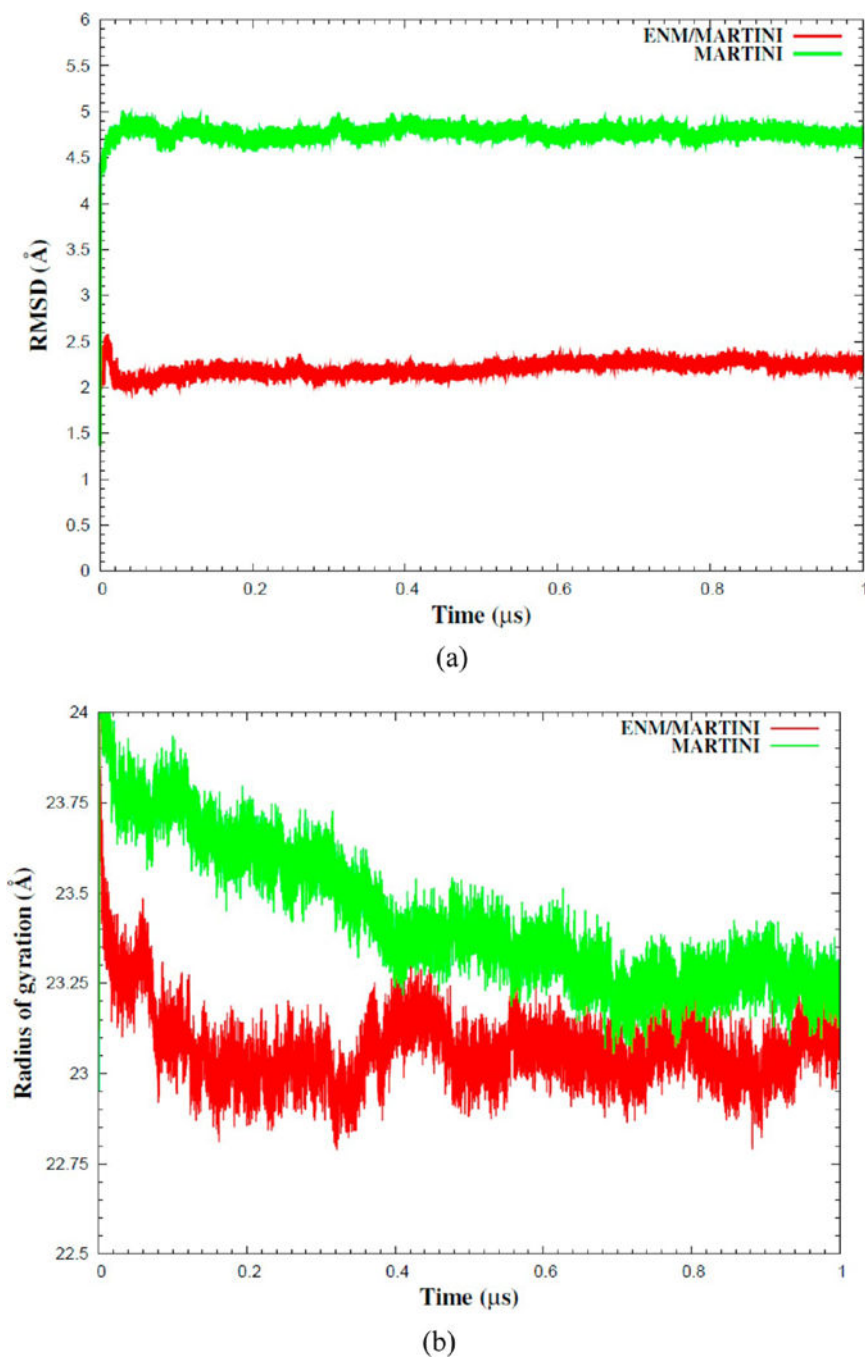 6
ENM/MARTINI
MARTINI
5.5
5
4.5
4
3.5
3
2.5
2
1.5
1
0.5
0
RMSD (Å)
0 0.2 0.4 0.6 0.8 1
Time (μs)
(a)
24
ENM/MARTINI
MARTINI
23.75
23.5
23.25
23
22.75
22.5
Radius of gyration (Å)
0 0.2 0.4 0.6 0.8 1
Time (μs)
(b)